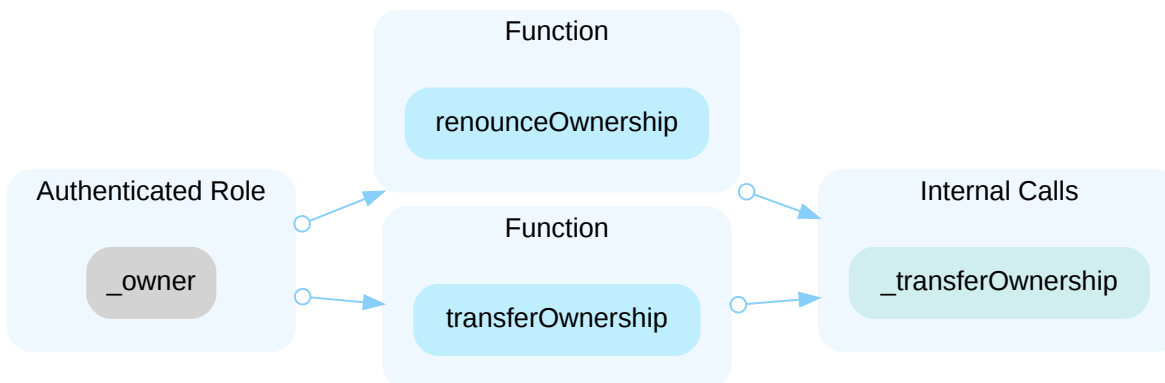 Authenticated Role
_owner
Function
renounceOwnership
Function
transferOwnership
Internal Calls
_transferOwnership